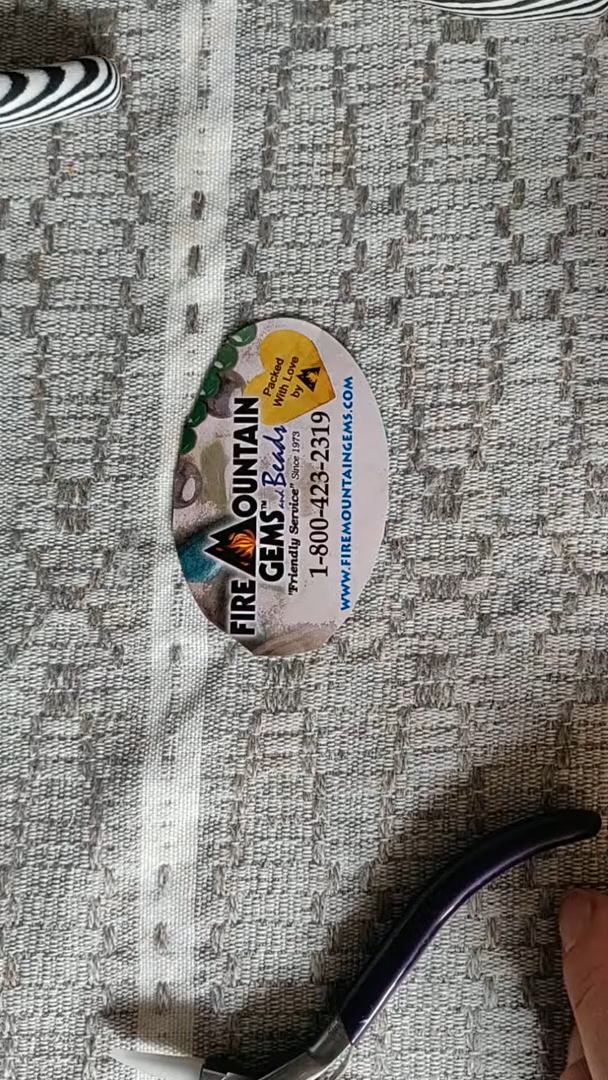 Packed
With Love
by
FIRE MOUNTAIN
GEMS™ and Beads
"Friendly Service" Since 1973
1-800-423-2319
WWW.FIREMOUNTAINGEMS.COM